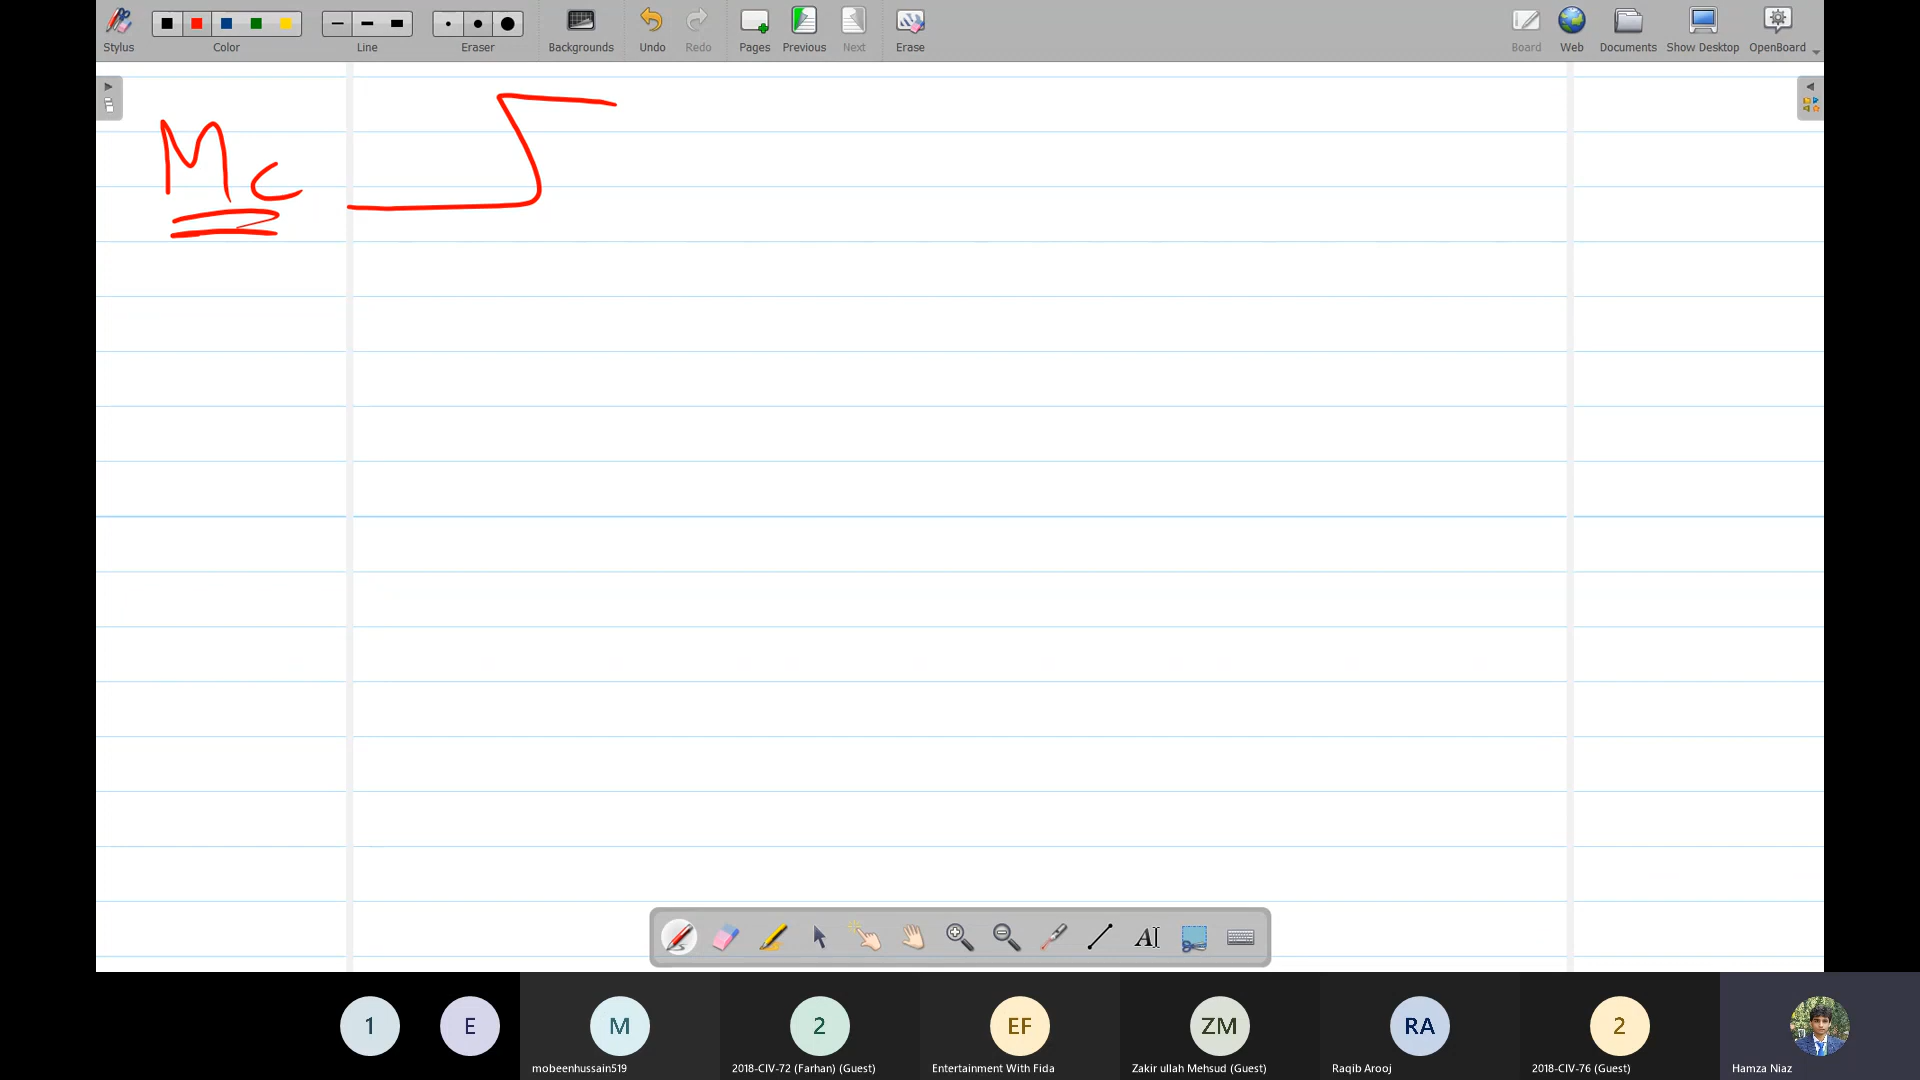 Stylus
Color
Line
Eraser
Backgrounds
Undo
Redo
Pages
Previous
Next
Erase
Board
Web
Documents
Show Desktop
OpenBoard
Mc
A
1
E
M
2
EF
ZM
RA
2
mobeenhussain519
2018-CIV-72 (Farhan) (Guest)
Entertainment With Fida
Zakir ullah Mehsud (Guest)
Raqib Arooj
2018-CIV-76 (Guest)
Hamza Niaz